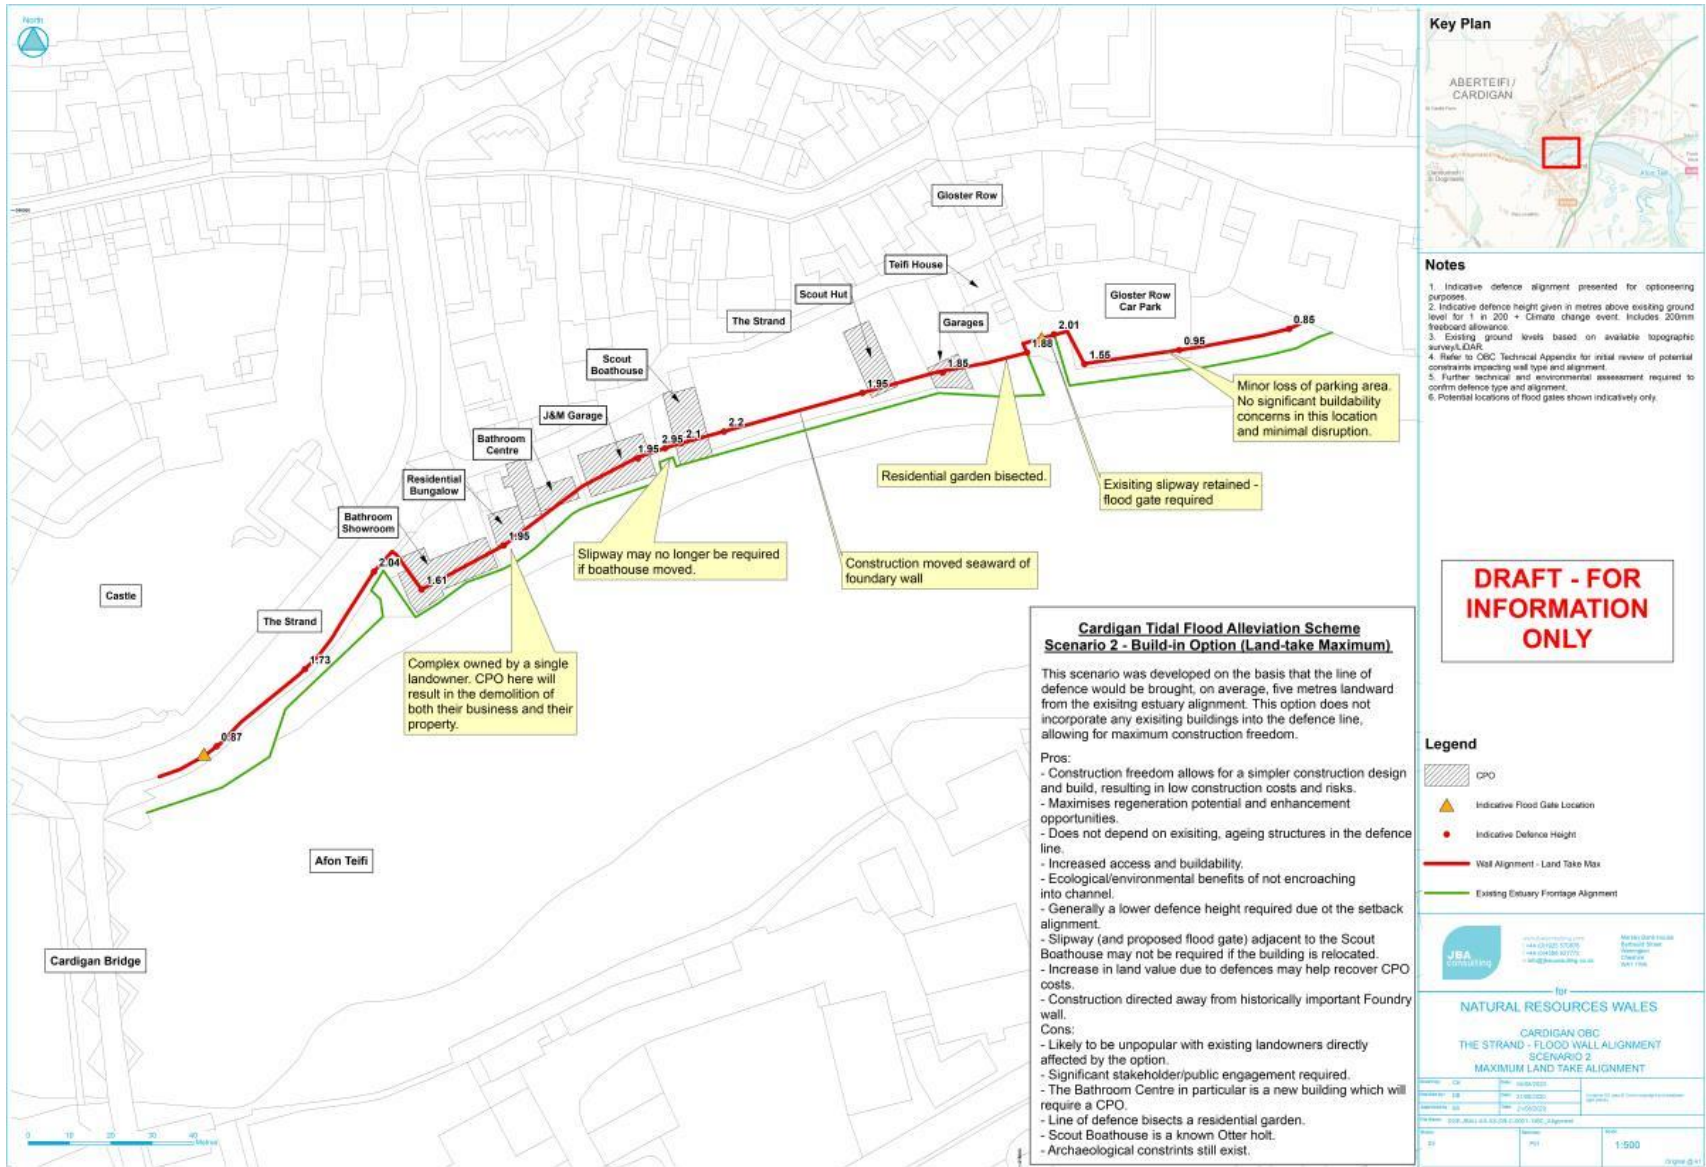 North
Gloster Row
Teifi House
Scout Hut
The Strand
Garages
Gloster Row
Car Park
Scout
Boathouse
J&M Garage
Bathroom
Centre
Residential
Bungalow
Bathroom
Showroom
Castle
The Strand
Afon Teifi
Cardigan Bridge
0.87
1.73
2.04
1.61
1.95
1.95
2.95
2.1
2.2
1.95
1.85
1.88
2.01
1.55
0.95
0.85
Minor loss of parking area.
No significant buildability
concerns in this location
and minimal disruption.
Residential garden bisected.
Exisiting slipway retained -
flood gate required
Slipway may no longer be required
if boathouse moved.
Construction moved seaward of
foundary wall
Complex owned by a single
landowner. CPO here will
result in the demolition of
both their business and their
property.
Cardigan Tidal Flood Alleviation Scheme
Scenario 2 - Build-in Option (Land-take Maximum)
This scenario was developed on the basis that the line of
defence would be brought, on average, five metres landward
from the exisitng estuary alignment. This option does not
incorporate any exisiting buildings into the defence line,
allowing for maximum construction freedom.
Pros:
- Construction freedom allows for a simpler construction design
and build, resulting in low construction costs and risks.
- Maximises regeneration potential and enhancement
opportunities.
- Does not depend on exisiting, ageing structures in the defence
line.
- Increased access and buildability.
- Ecological/environmental benefits of not encroaching
into channel.
- Generally a lower defence height required due ot the setback
alignment.
- Slipway (and proposed flood gate) adjacent to the Scout
Boathouse may not be required if the building is relocated.
- Increase in land value due to defences may help recover CPO
costs.
- Construction directed away from historically important Foundry
wall.
Cons:
- Likely to be unpopular with existing landowners directly
affected by the option.
- Significant stakeholder/public engagement required.
- The Bathroom Centre in particular is a new building which will
require a CPO.
- Line of defence bisects a residential garden.
- Scout Boathouse is a known Otter holt.
- Archaeological constrints still exist.
0 10 20 30 40
Metres
Key Plan
ABERTEIFI /
CARDIGAN
Notes
1. Indicative defence alignment presented for optioneering
purposes.
2. Indicative defence height given in metres above exisiting ground
level for 1 in 200 + Climate change event. Includes 200mm
freeboard allowance.
3. Existing ground levels based on available topographic
survey/LiDAR.
4. Refer to OBC Technical Appendix for initial review of potential
constraints impacting wall type and alignment.
5. Further technical and environmental assessment required to
confirm defence type and alignment.
6. Potential locations of flood gates shown indicatively only.
DRAFT - FOR
INFORMATION
ONLY
Legend
CPO
Indicative Flood Gate Location
Indicative Defence Height
Wall Alignment - Land Take Max
Existing Estuary Frontage Alignment
JBA
consulting
for
NATURAL RESOURCES WALES
CARDIGAN OBC
THE STRAND - FLOOD WALL ALIGNMENT
SCENARIO 2
MAXIMUM LAND TAKE ALIGNMENT
1:500